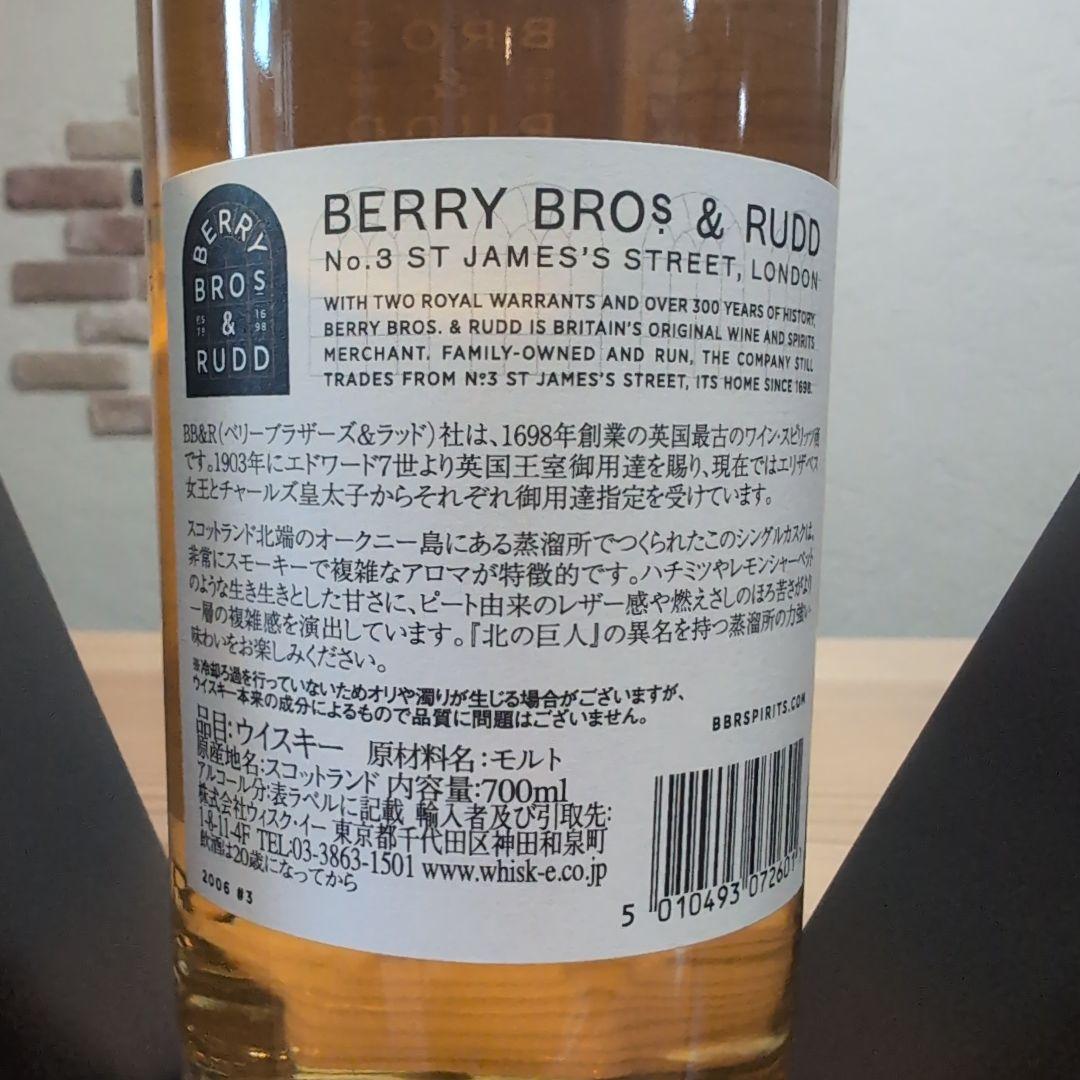 BERRY
BROS
ES TD & 16 98
RUDD
BERRY BROS. & RUDD
No.3 ST JAMES'S STREET, LONDON
WITH TWO ROYAL WARRANTS AND OVER 300 YEARS OF HISTORY,
BERRY BROS. & RUDD IS BRITAIN'S ORIGINAL WINE AND SPIRITS
MERCHANT. FAMILY-OWNED AND RUN, THE COMPANY STILL
TRADES FROM Nº3 ST JAMES'S STREET, ITS HOME SINCE 1698.
BB&R(ベリーブラザーズ&ラッド)社は、1698年創業の英国最古のワイン・スピリッツ商
です。1903年にエドワード7世より英国王室御用達を賜り、現在ではエリザベス
女王とチャールズ皇太子からそれぞれ御用達指定を受けています。
スコットランド北端のオークニー島にある蒸溜所でつくられたこのシングルカスクは、
非常にスモーキーで複雑なアロマが特徴的です。ハチミツやレモンシャーベット
のような生き生きとした甘さに、ピート由来のレザー感や燃えさしのほろ苦さがより
一層の複雑感を演出しています。『北の巨人』の異名を持つ蒸溜所の力強い
味わいをお楽しみください。
※冷却ろ過を行っていないためオリや濁りが生じる場合がございますが、
ウイスキー本来の成分によるもので品質に問題はございません。
BBRSPIRITS.COM
品目:ウイスキー 原材料名:モルト
原産地名:スコットランド 内容量:700ml
アルコール分:表ラベルに記載 輸入者及び引取先:
株式会社ウィスク・イー 東京都千代田区神田和泉町
1-8-11-4F TEL:03-3863-1501 www.whisk-e.co.jp
飲酒は20歳になってから
2006 #3
5 010493 072601